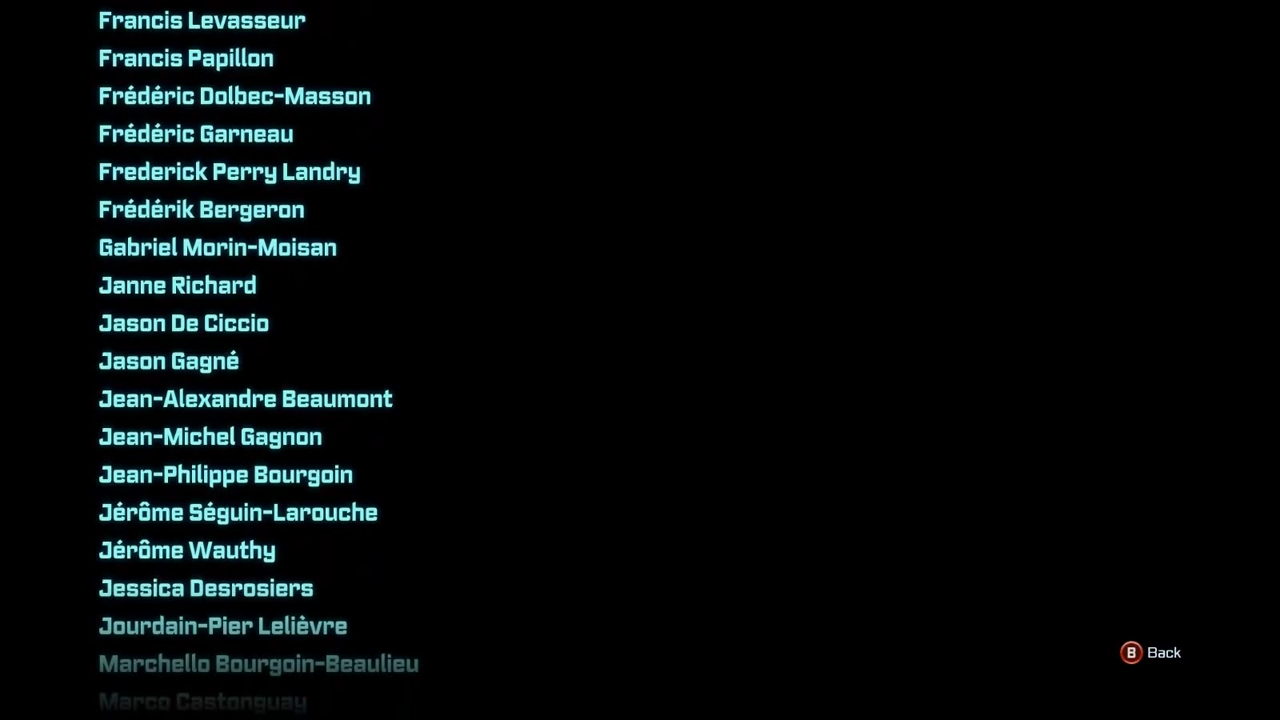 Francis Levasseur
Francis Papillon
Frédéric Dolbec-Masson
Frédéric Garneau
Frederick Perry Landry
Frédérik Bergeron
Gabriel Morin-Moisan
Janne Richard
Jason De Ciccio
Jason Gagné
Jean-Alexandre Beaumont
Jean-Michel Gagnon
Jean-Philippe Bourgoin
Jérôme Séguin-Larouche
Jérôme Wauthy
Jessica Desrosiers
Jourdain-Pier Lelièvre
Marchello Bourgoin-Beaulieu
B Back
Marco Castonguay